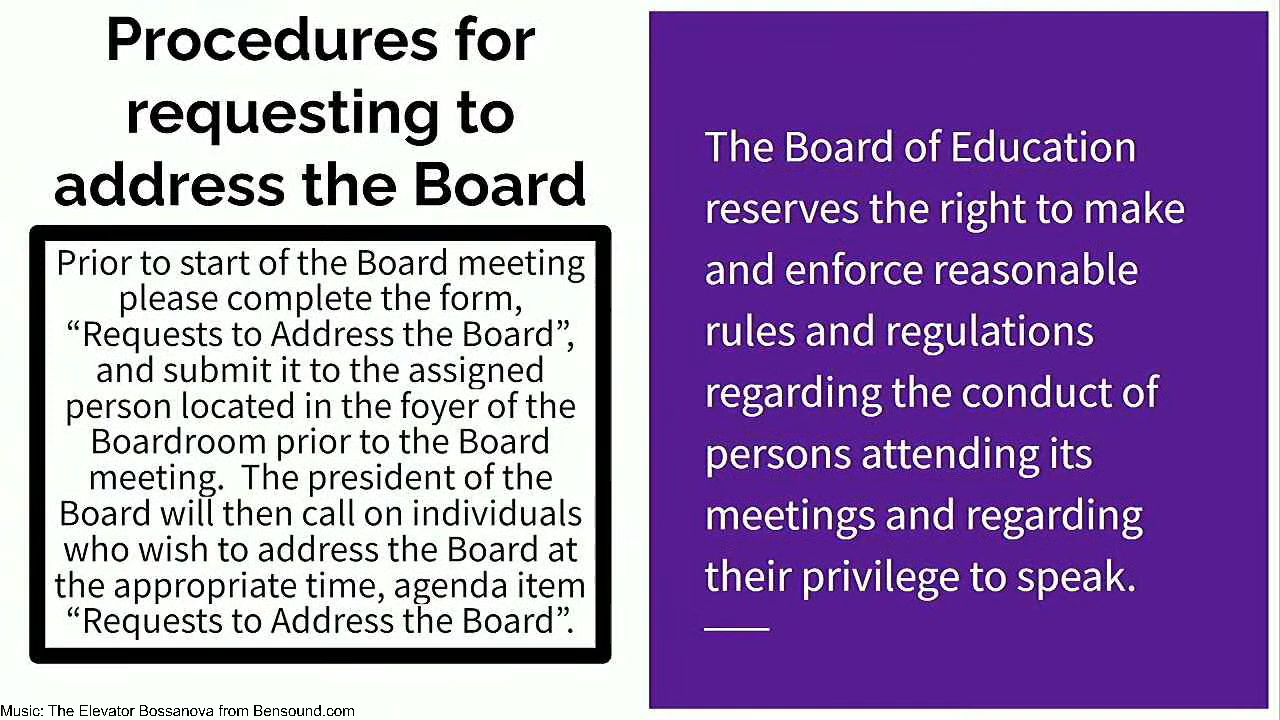 Procedures for
requesting to
address the Board
Prior to start of the Board meeting
please complete the form,
“Requests to Address the Board”,
and submit it to the assigned
person located in the foyer of the
Boardroom prior to the Board
meeting.  The president of the
Board will then call on individuals
who wish to address the Board at
the appropriate time, agenda item
“Requests to Address the Board”.
The Board of Education
reserves the right to make
and enforce reasonable
rules and regulations
regarding the conduct of
persons attending its
meetings and regarding
their privilege to speak.
Music: The Elevator Bossanova from Bensound.com